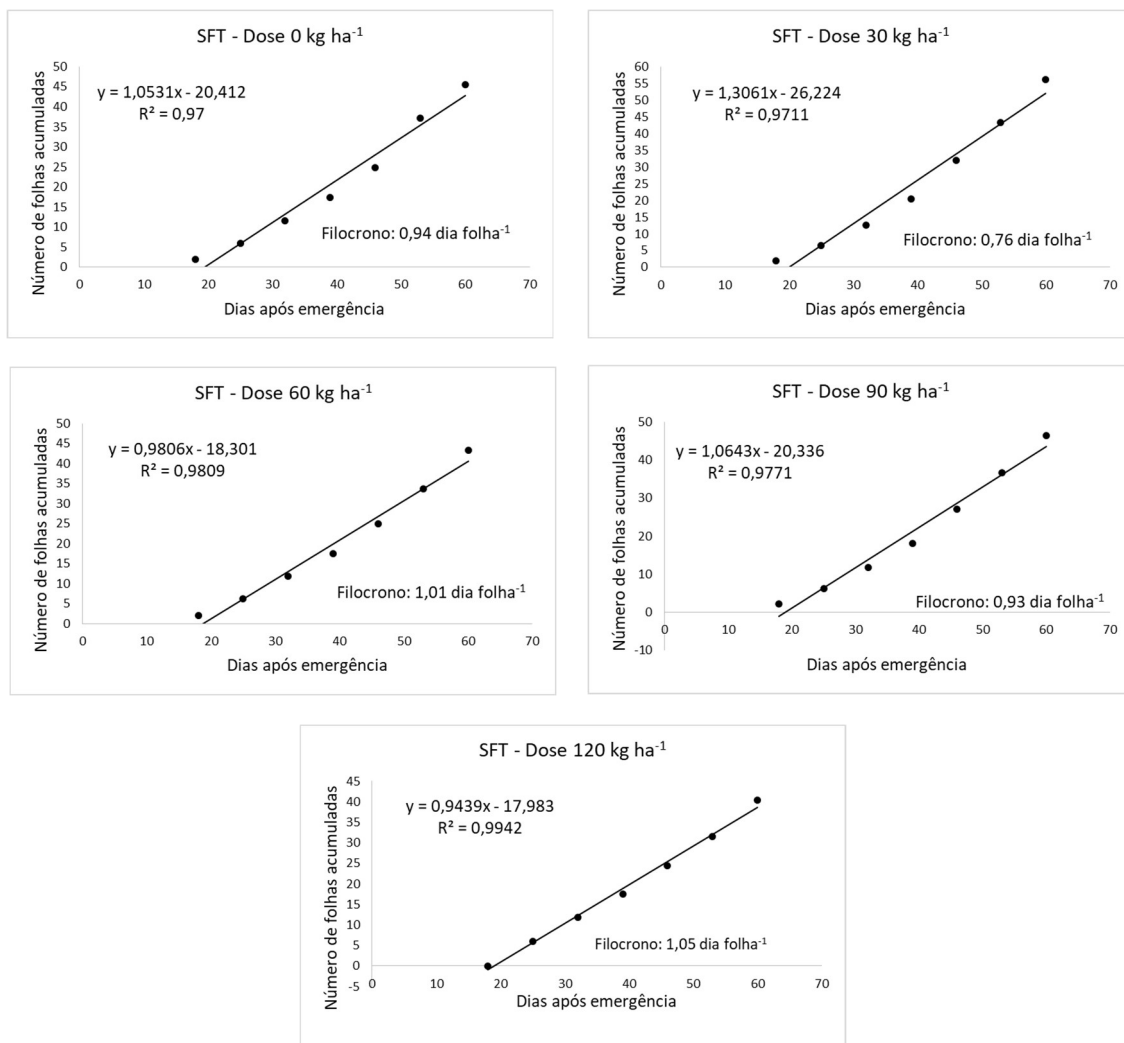 SFT - Dose 0 kg ha⁻¹
Número de folhas acumuladas
50
45
40
35
30
25
20
15
10
5
0
y = 1,0531x - 20,412
R² = 0,97
Filocrono: 0,94 dia folha⁻¹
0 10 20 30 40 50 60 70
Dias após emergência
SFT - Dose 30 kg ha⁻¹
Número de folhas acumuladas
60
55
50
45
40
35
30
25
20
15
10
5
0
y = 1,3061x - 26,224
R² = 0,9711
Filocrono: 0,76 dia folha⁻¹
0 10 20 30 40 50 60 70
Dias após emergência
SFT - Dose 60 kg ha⁻¹
Número de folhas acumuladas
50
45
40
35
30
25
20
15
10
5
0
y = 0,9806x - 18,301
R² = 0,9809
Filocrono: 1,01 dia folha⁻¹
0 10 20 30 40 50 60 70
Dias após emergência
SFT - Dose 90 kg ha⁻¹
Número de folhas acumuladas
50
40
30
20
10
0
-10
y = 1,0643x - 20,336
R² = 0,9771
Filocrono: 0,93 dia folha⁻¹
0 10 20 30 40 50 60 70
Dias após emergência
SFT - Dose 120 kg ha⁻¹
Número de folhas acumuladas
45
40
35
30
25
20
15
10
5
0
-5
y = 0,9439x - 17,983
R² = 0,9942
Filocrono: 1,05 dia folha⁻¹
0 10 20 30 40 50 60 70
Dias após emergência